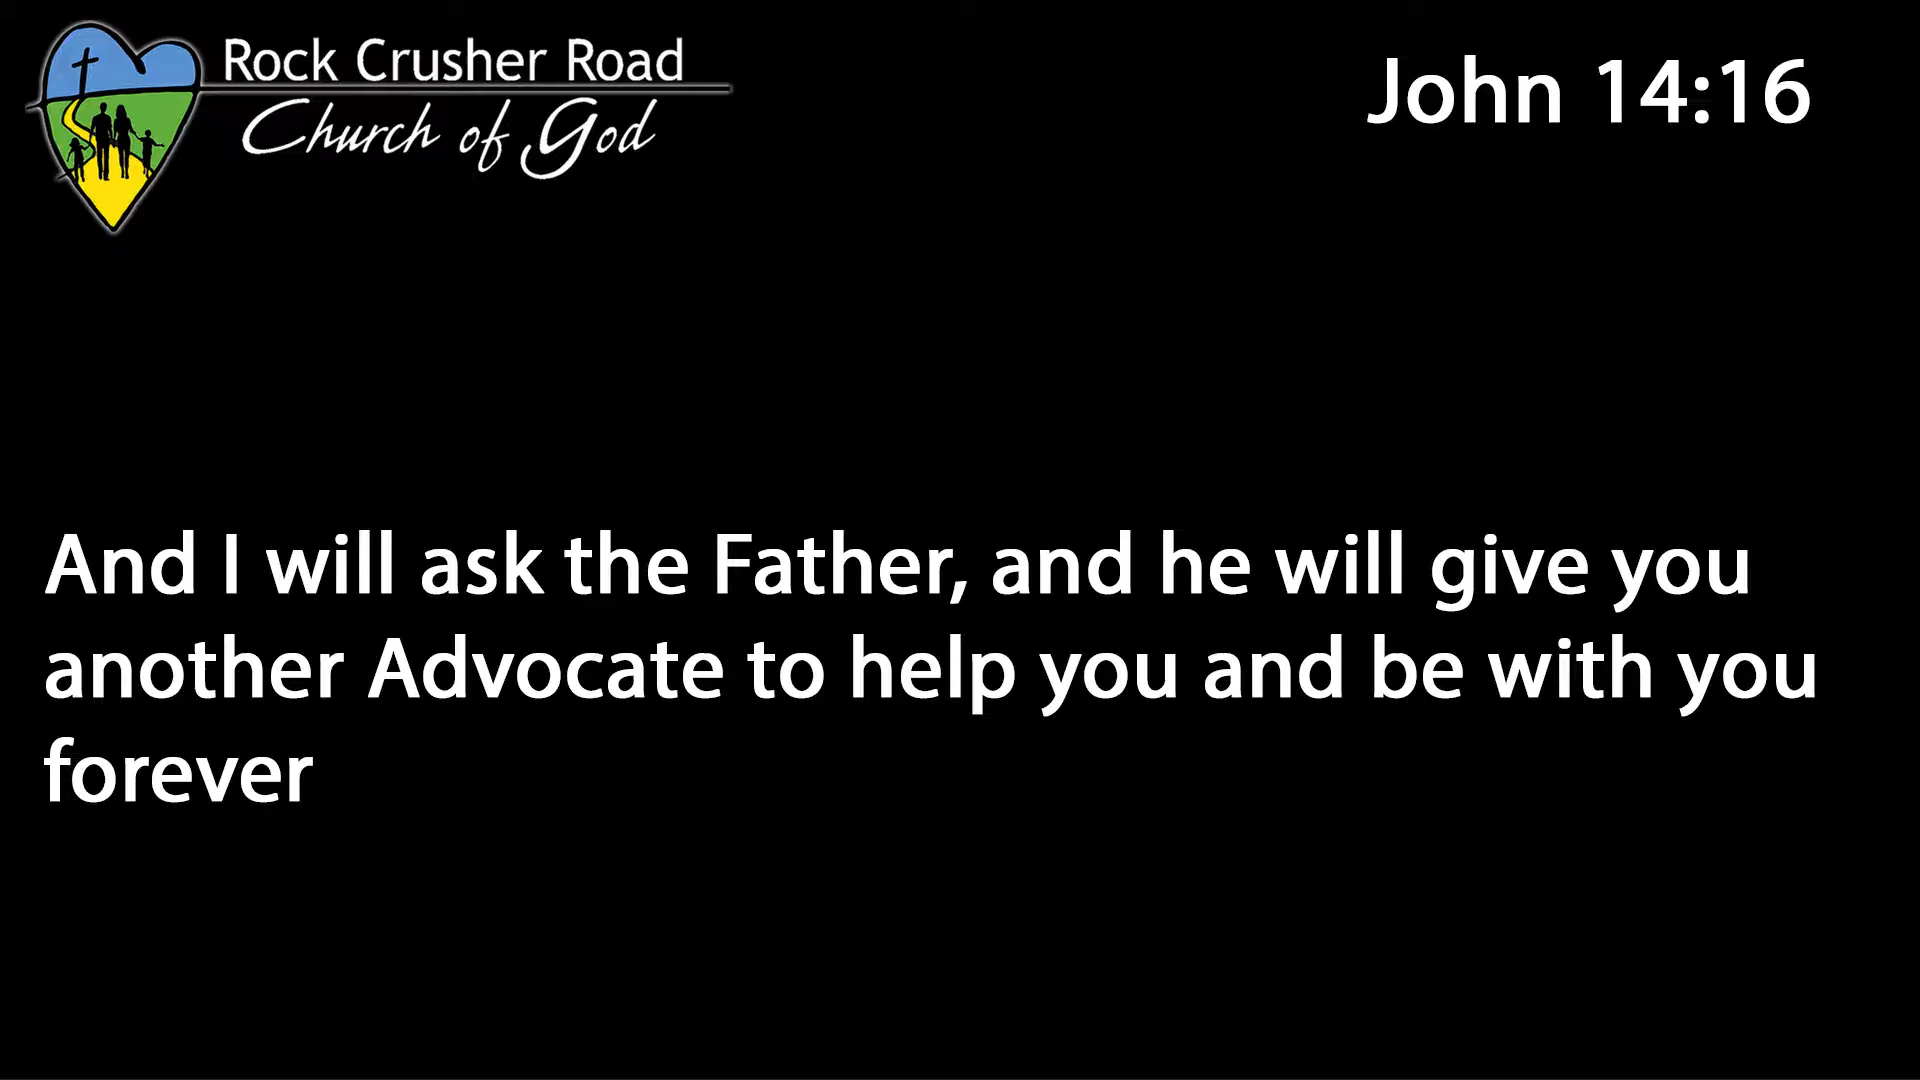 Rock Crusher Road
Church of God
John 14:16
And I will ask the Father, and he will give you
another Advocate to help you and be with you
forever